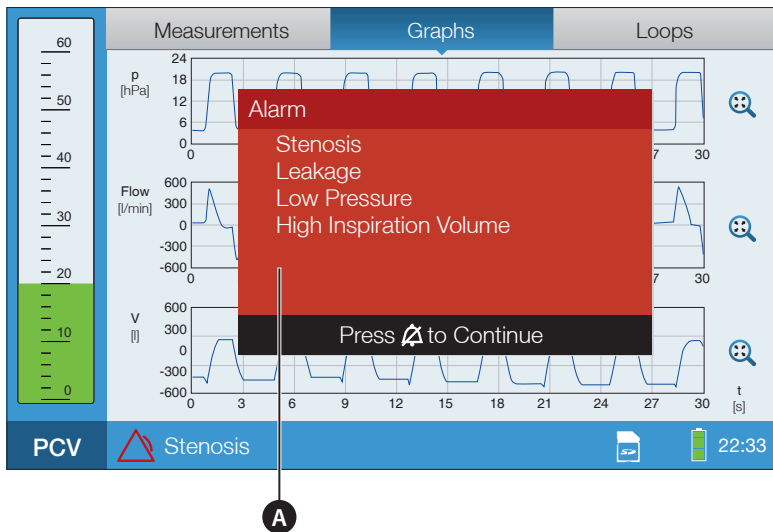 Measurements Graphs Loops
60
50
40
30
20
10
0
p
[hPa]
24
18
12
6
0
0
7
30
Flow
[l/min]
600
300
0
-300
-600
0
30
V
[l]
600
300
0
-300
-600
0 3 6 9 12 15 18 21 24 27 30
t
[s]
Alarm
Stenosis
Leakage
Low Pressure
High Inspiration Volume
Press to Continue
PCV Stenosis SD 22:33
A